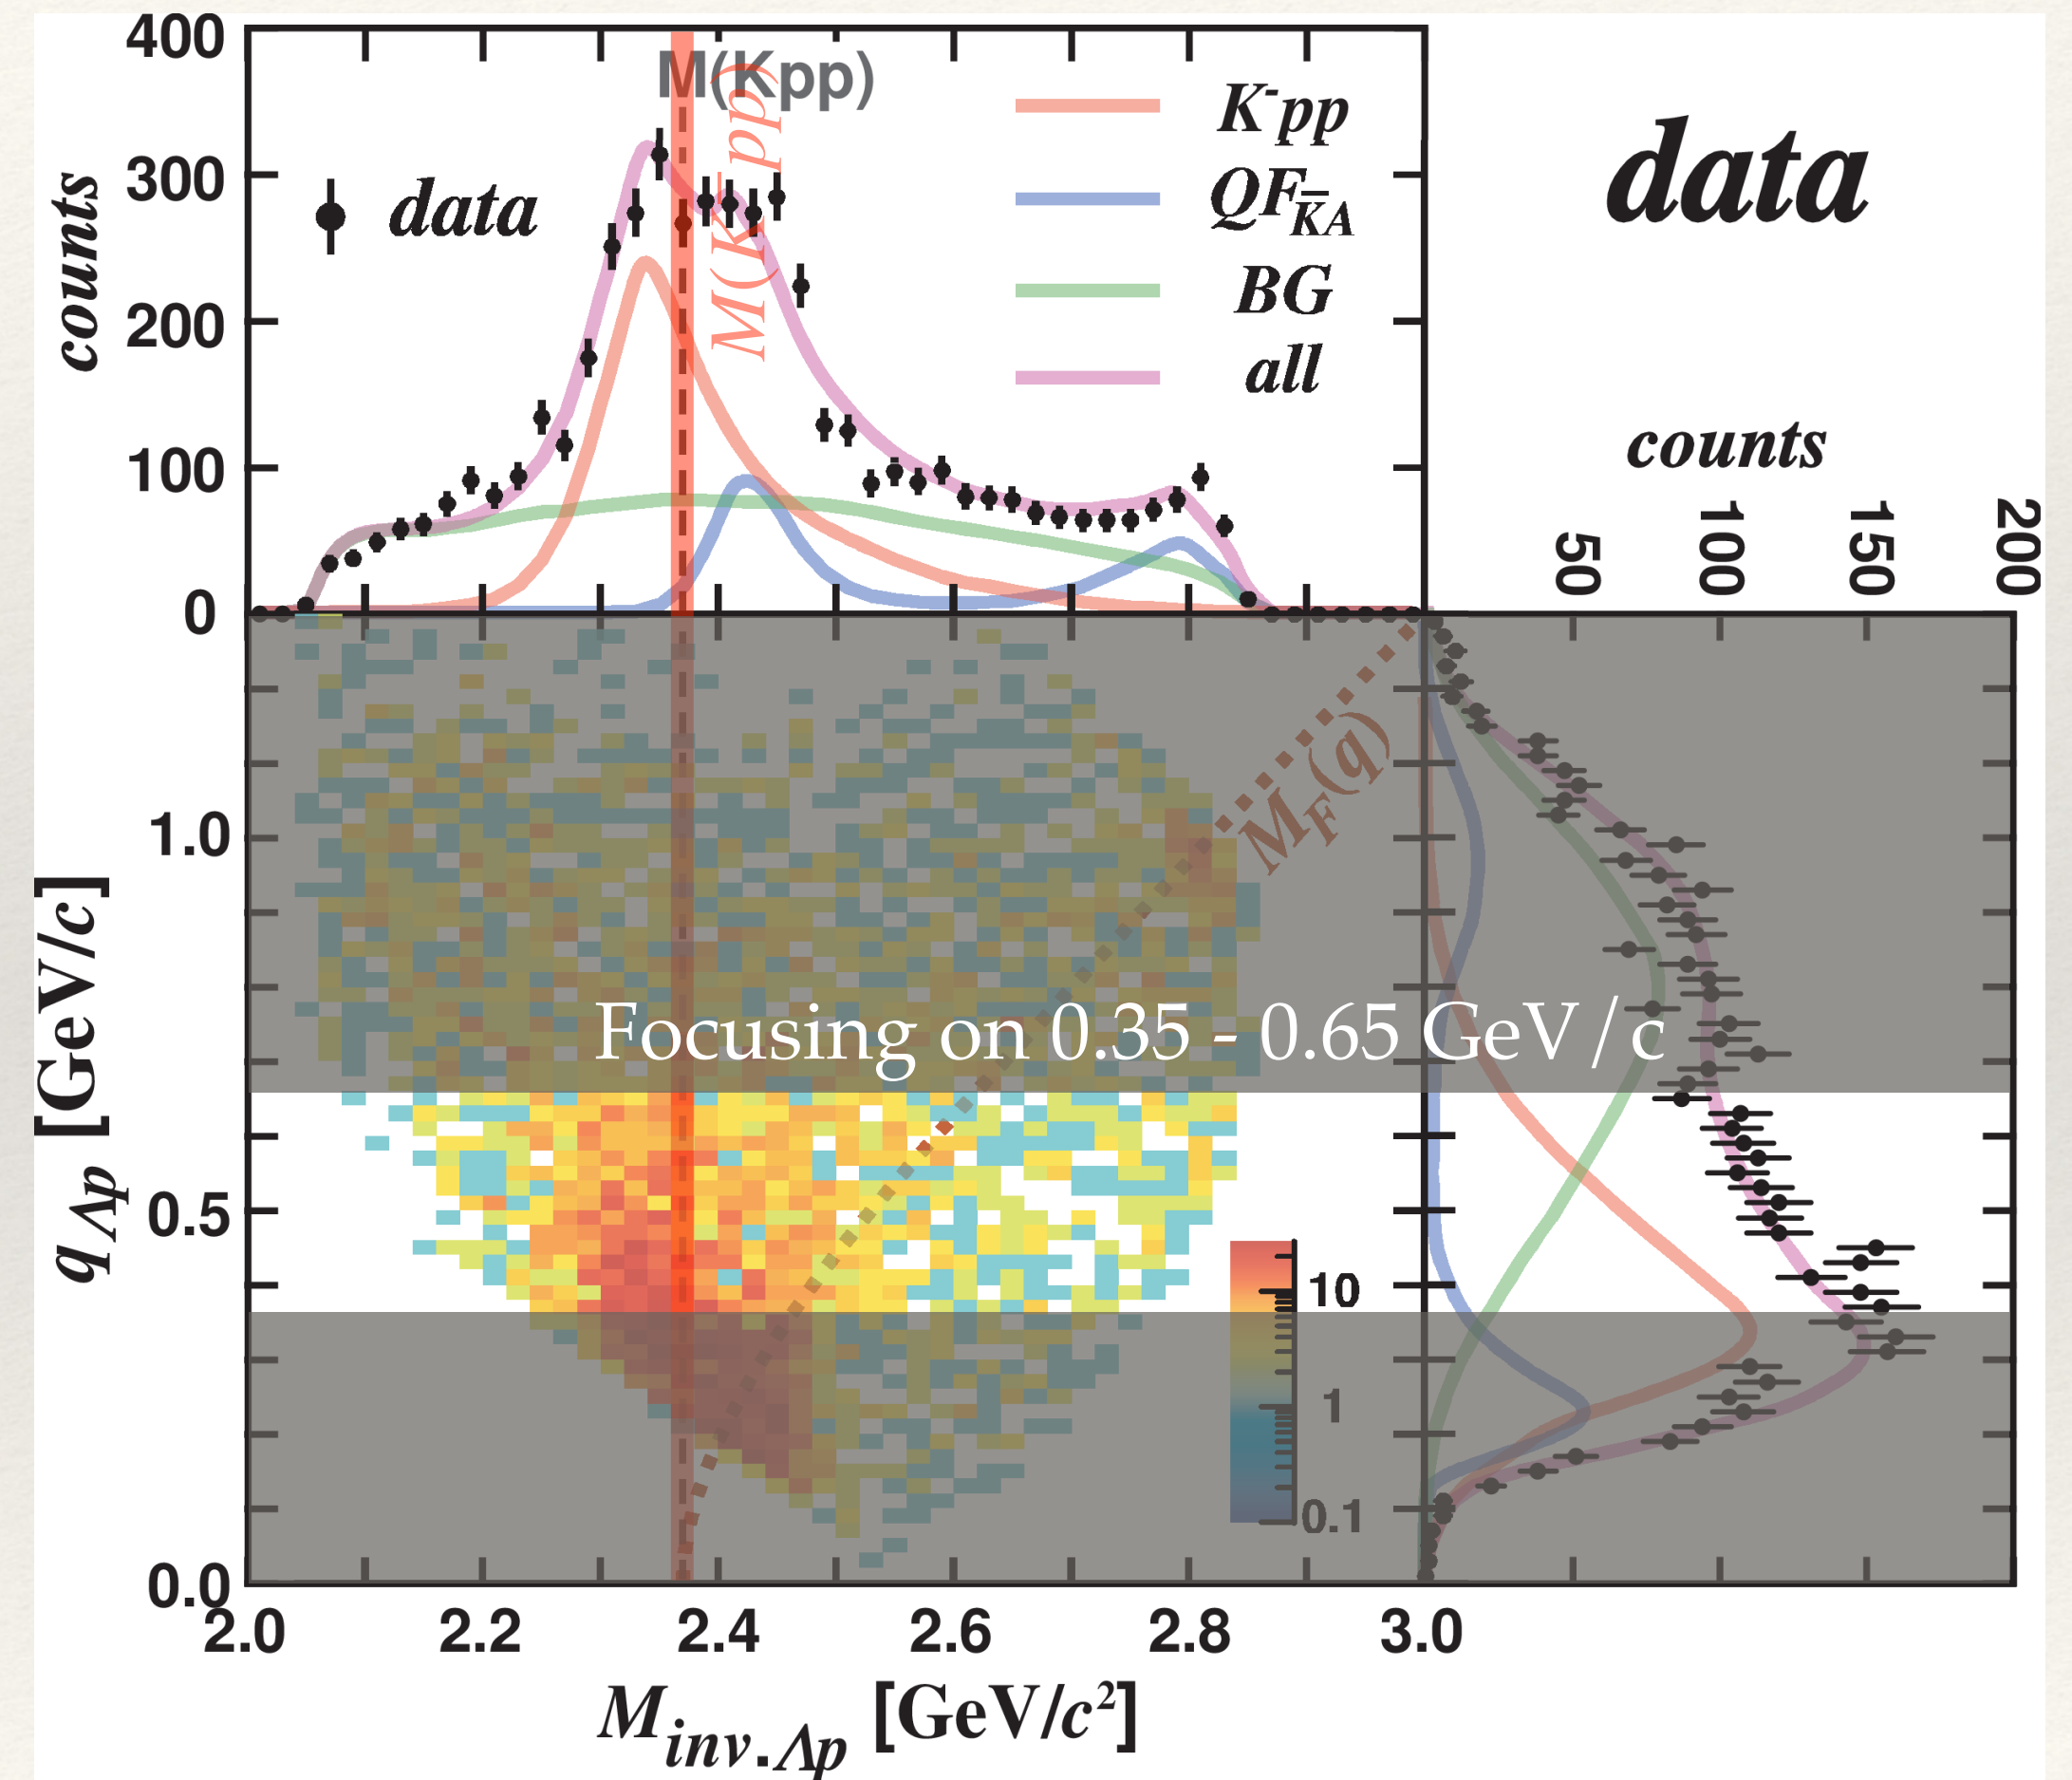 400
300
200
100
0
counts
M(Kpp)
M(K̄pp)
data
K⁻pp
QF_K̄A
BG
all
data
counts
50
100
150
200
M_F(q)
1.0
0.5
0.0
q_Λp [GeV/c]
Focusing on 0.35 - 0.65 GeV/c
10
1
0.1
2.0 2.2 2.4 2.6 2.8 3.0
M_inv.Λp [GeV/c²]